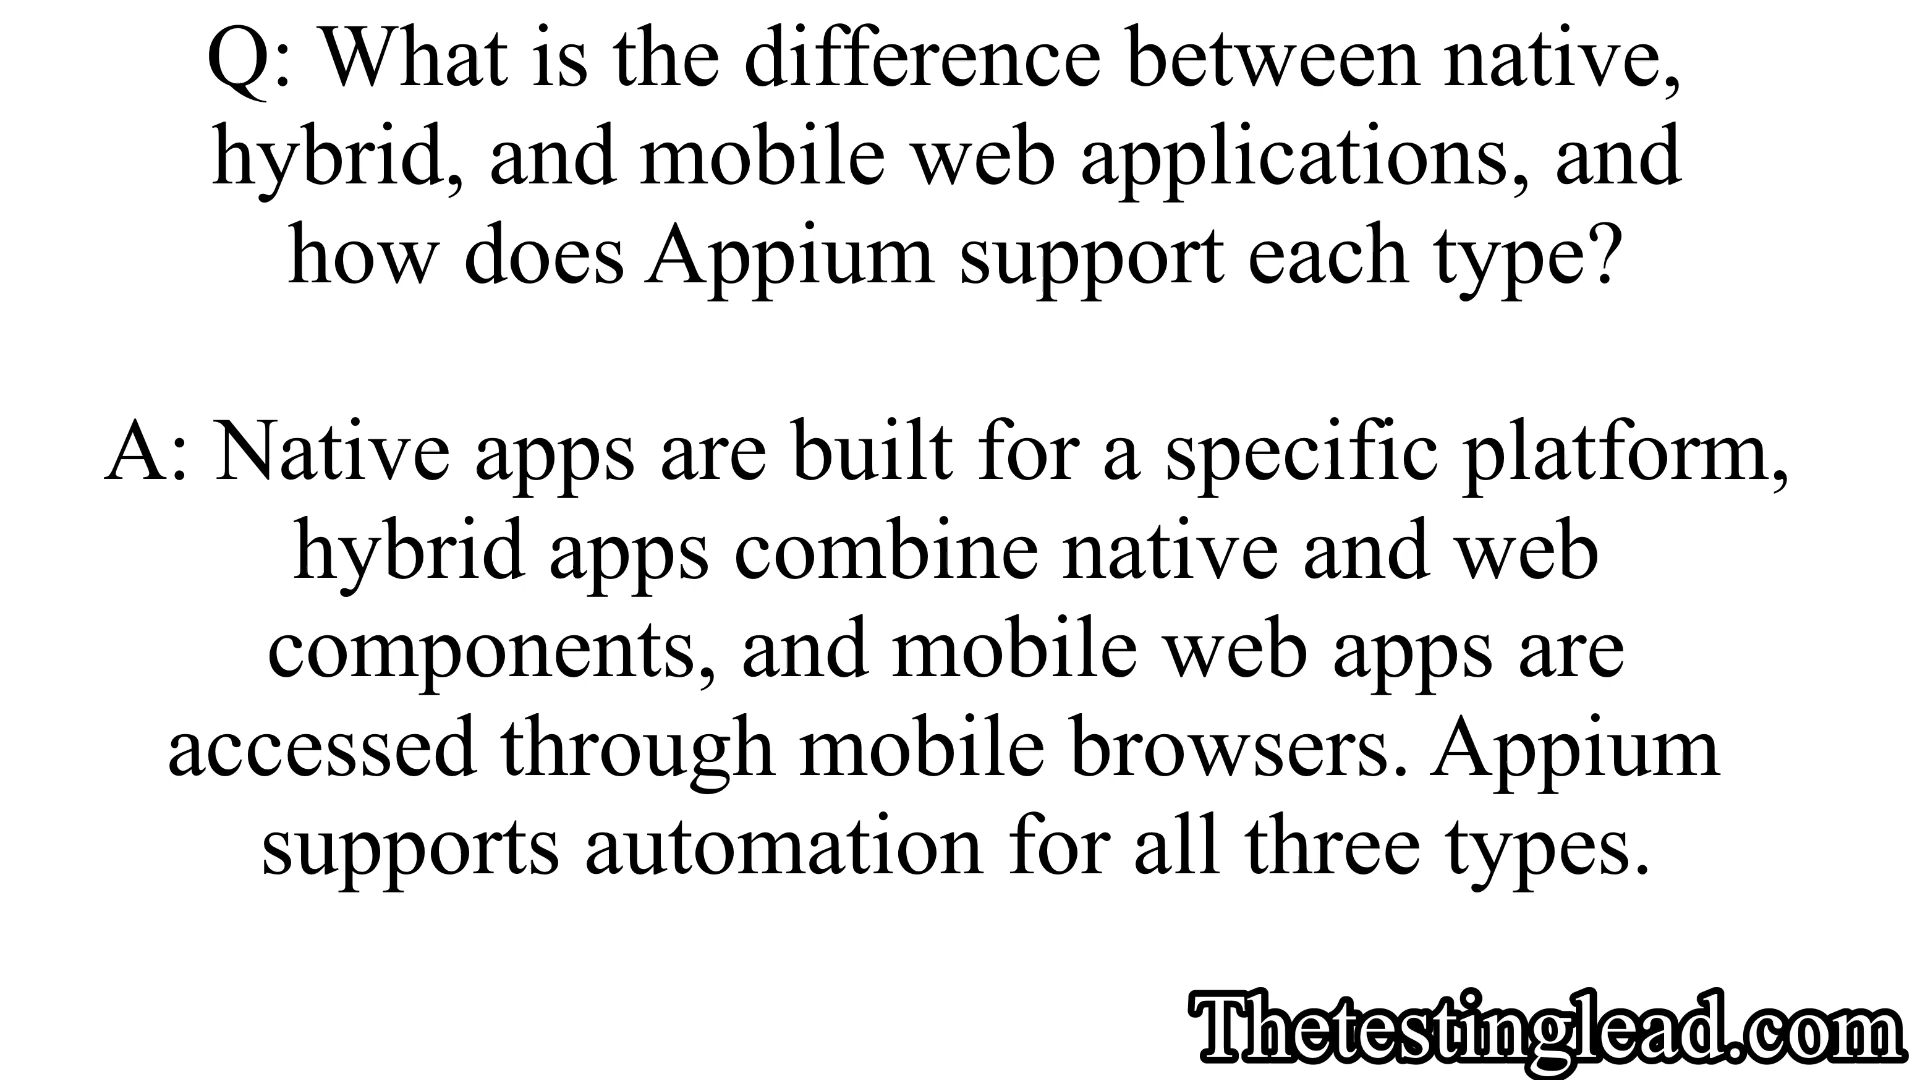 Q: What is the difference between native,
hybrid, and mobile web applications, and
how does Appium support each type?
A: Native apps are built for a specific platform,
hybrid apps combine native and web
components, and mobile web apps are
accessed through mobile browsers. Appium
supports automation for all three types.
Thetestinglead.com